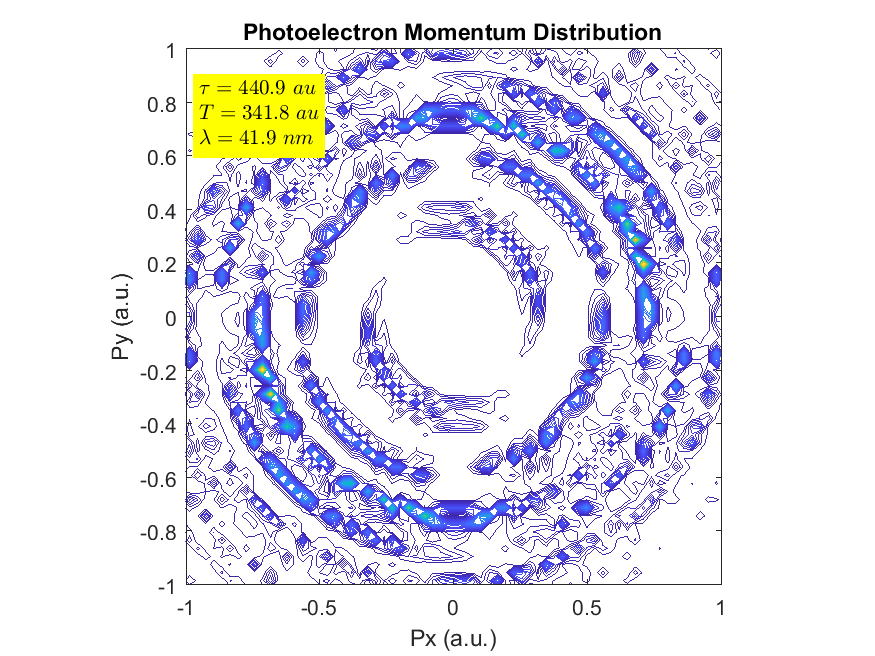 Photoelectron Momentum Distribution
τ = 440.9 au
T = 341.8 au
λ = 41.9 nm
1
0.8
0.6
0.4
0.2
0
-0.2
-0.4
-0.6
-0.8
-1
Py (a.u.)
-1
-0.5
0
0.5
1
Px (a.u.)